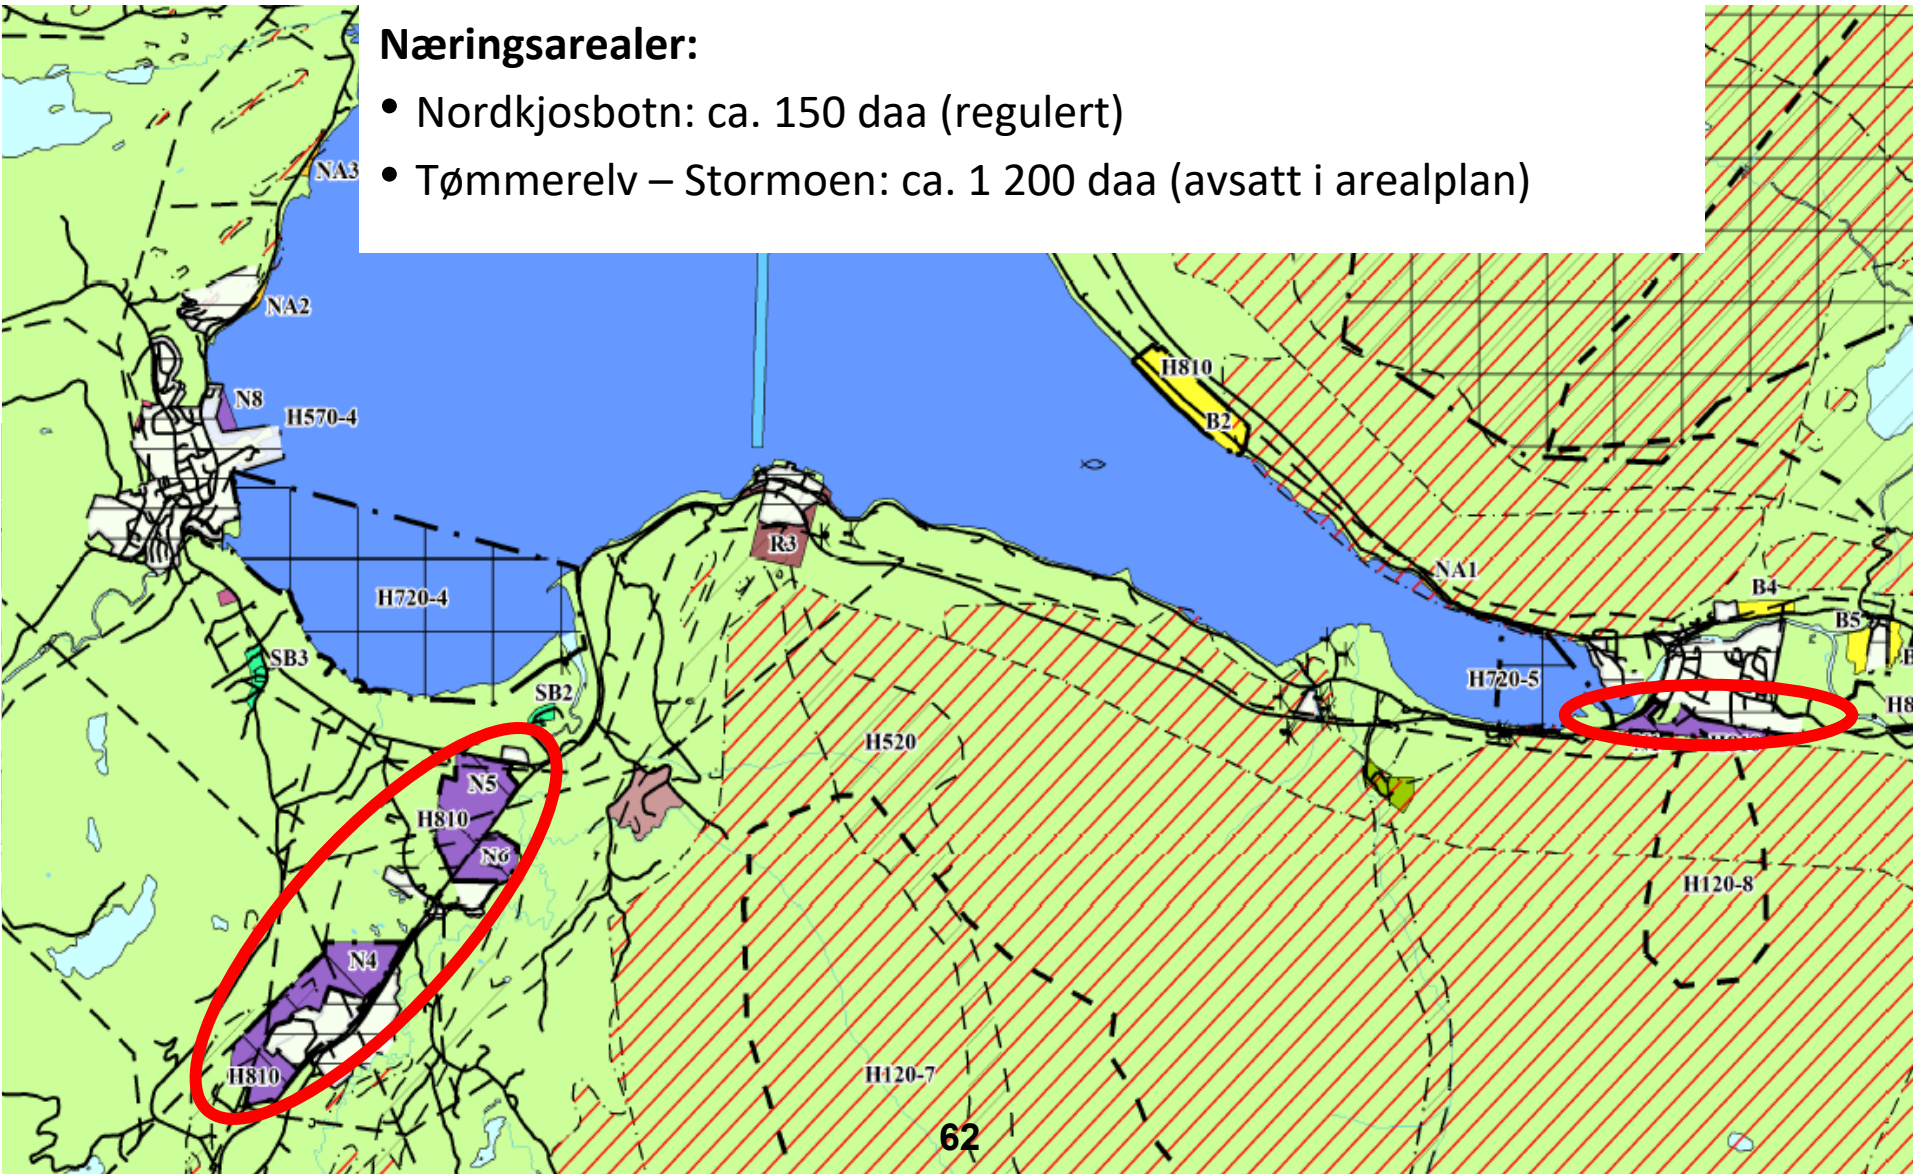 Næringsarealer:
• Nordkjosbotn: ca. 150 daa (regulert)
• Tømmerelv – Stormoen: ca. 1 200 daa (avsatt i arealplan)
NA3
NA2
H810
N8
H570-4
B2
R3
NA1
B4
H720-4
B5
SB3
H720-5
SB2
H8
H520
N5
H810
N6
H120-8
N4
H810
H120-7
62